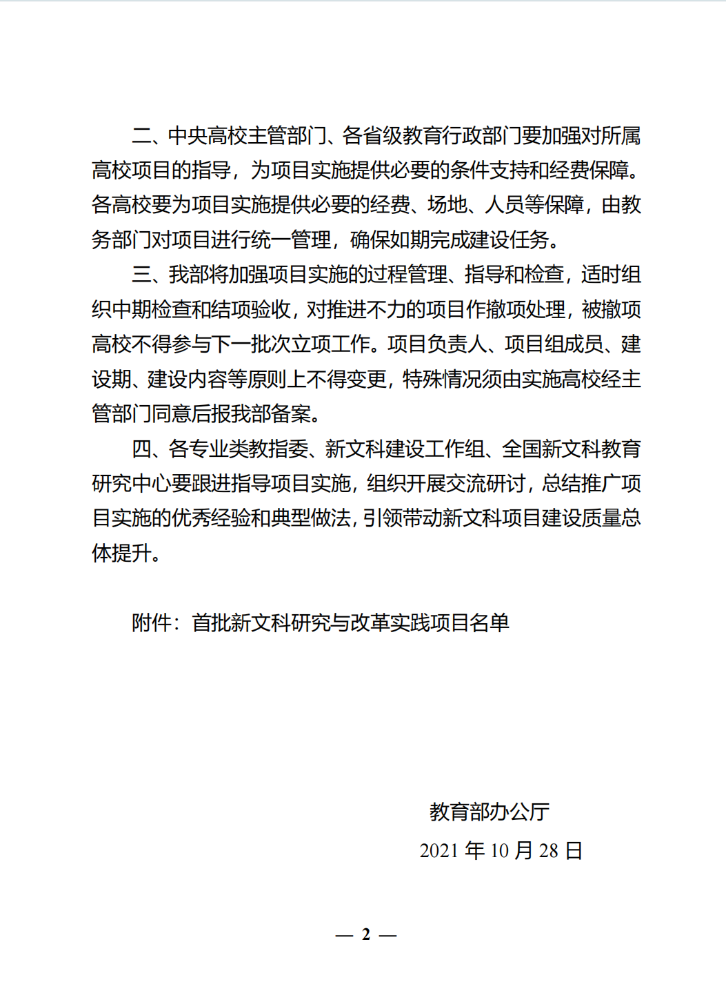 二、中央高校主管部门、各省级教育行政部门要加强对所属
高校项目的指导，为项目实施提供必要的条件支持和经费保障。
各高校要为项目实施提供必要的经费、场地、人员等保障，由教
务部门对项目进行统一管理，确保如期完成建设任务。
三、我部将加强项目实施的过程管理、指导和检查，适时组
织中期检查和结项验收，对推进不力的项目作撤项处理，被撤项
高校不得参与下一批次立项工作。项目负责人、项目组成员、建
设期、建设内容等原则上不得变更，特殊情况须由实施高校经主
管部门同意后报我部备案。
四、各专业类教指委、新文科建设工作组、全国新文科教育
研究中心要跟进指导项目实施，组织开展交流研讨，总结推广项
目实施的优秀经验和典型做法，引领带动新文科项目建设质量总
体提升。
附件：首批新文科研究与改革实践项目名单
教育部办公厅
2021 年 10 月 28 日
— 2 —